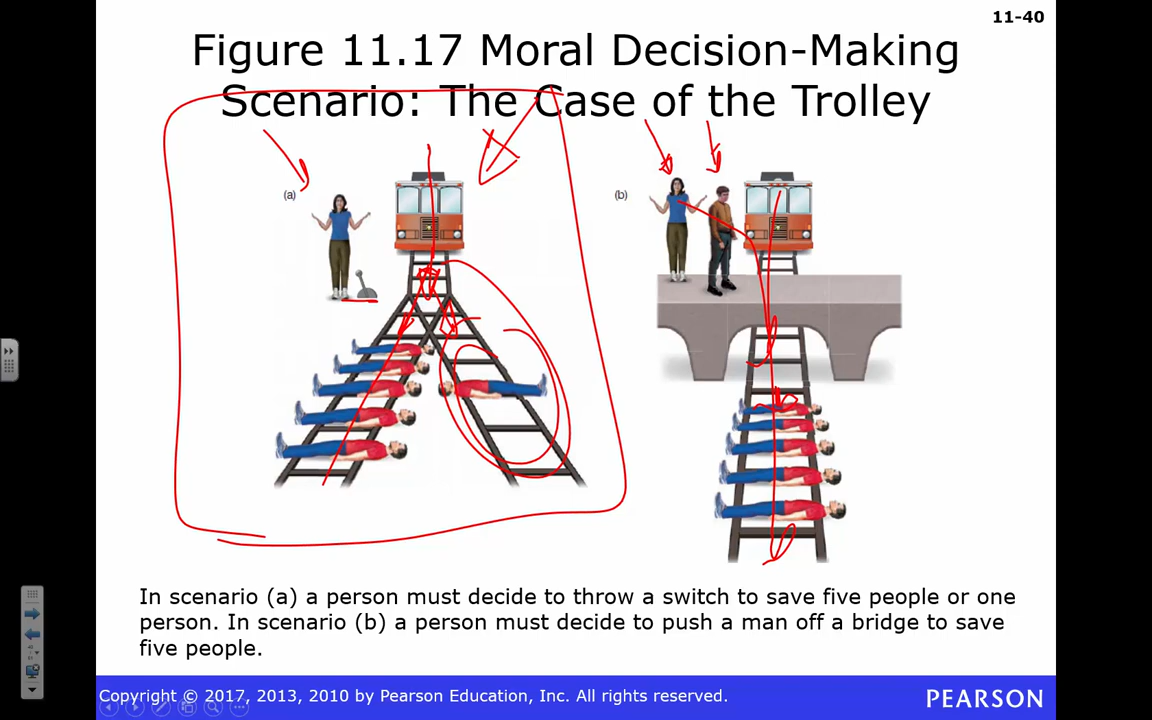 11-40
Figure 11.17 Moral Decision-Making
Scenario: The Case of the Trolley
(a)
(b)
In scenario (a) a person must decide to throw a switch to save five people or one
person. In scenario (b) a person must decide to push a man off a bridge to save
five people.
Copyright © 2017, 2013, 2010 by Pearson Education, Inc. All rights reserved.
PEARSON